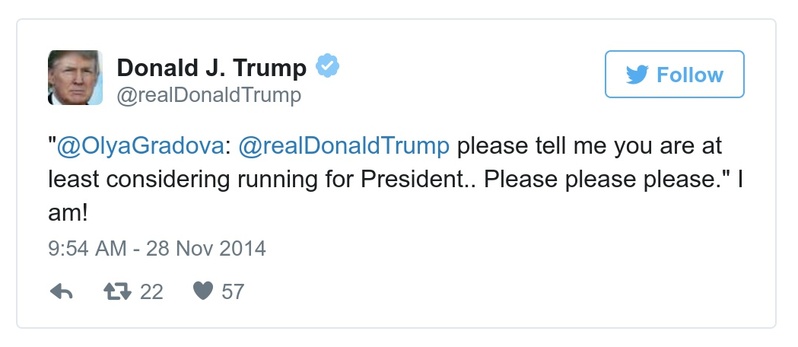 Donald J. Trump
@realDonaldTrump
Follow
"@OlyaGradova: @realDonaldTrump please tell me you are at
least considering running for President.. Please please please." I
am!
9:54 AM - 28 Nov 2014
22 57